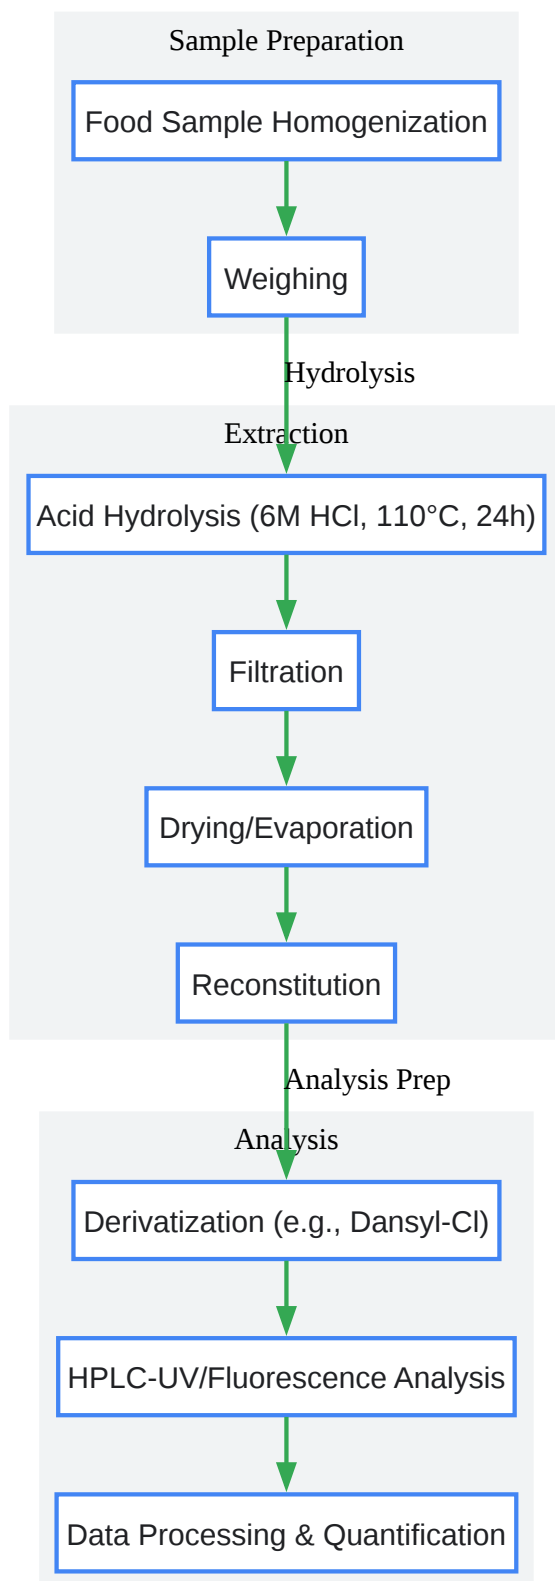 Sample Preparation
Food Sample Homogenization
Weighing
Hydrolysis
Extraction
Acid Hydrolysis (6M HCl, 110°C, 24h)
Filtration
Drying/Evaporation
Reconstitution
Analysis Prep
Analysis
Derivatization (e.g., Dansyl-Cl)
HPLC-UV/Fluorescence Analysis
Data Processing & Quantification